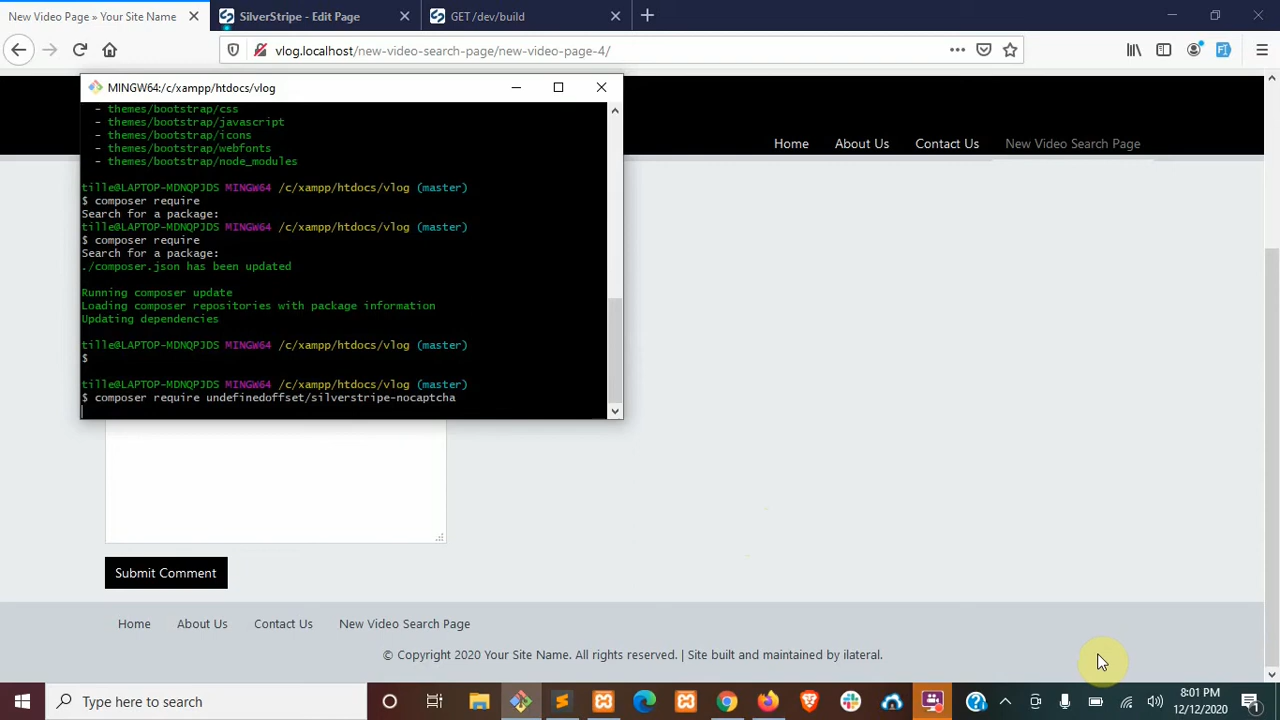 New Video Page » Your Site Name
SilverStripe - Edit Page
GET /dev/build
vlog.localhost/new-video-search-page/new-video-page-4/
MINGW64:/c/xampp/htdocs/vlog
- themes/bootstrap/css
- themes/bootstrap/javascript
- themes/bootstrap/icons
- themes/bootstrap/webfonts
- themes/bootstrap/node_modules
tille@LAPTOP-MDNQPJDS MINGW64 /c/xampp/htdocs/vlog (master)
$ composer require
Search for a package:
tille@LAPTOP-MDNQPJDS MINGW64 /c/xampp/htdocs/vlog (master)
$ composer require
Search for a package:
./composer.json has been updated
Running composer update
Loading composer repositories with package information
Updating dependencies
tille@LAPTOP-MDNQPJDS MINGW64 /c/xampp/htdocs/vlog (master)
$
tille@LAPTOP-MDNQPJDS MINGW64 /c/xampp/htdocs/vlog (master)
$ composer require undefinedoffset/silverstripe-nocaptcha
Home About Us Contact Us New Video Search Page
Submit Comment
Home About Us Contact Us New Video Search Page
© Copyright 2020 Your Site Name. All rights reserved. | Site built and maintained by ilateral.
Type here to search
8:01 PM
12/12/2020
1